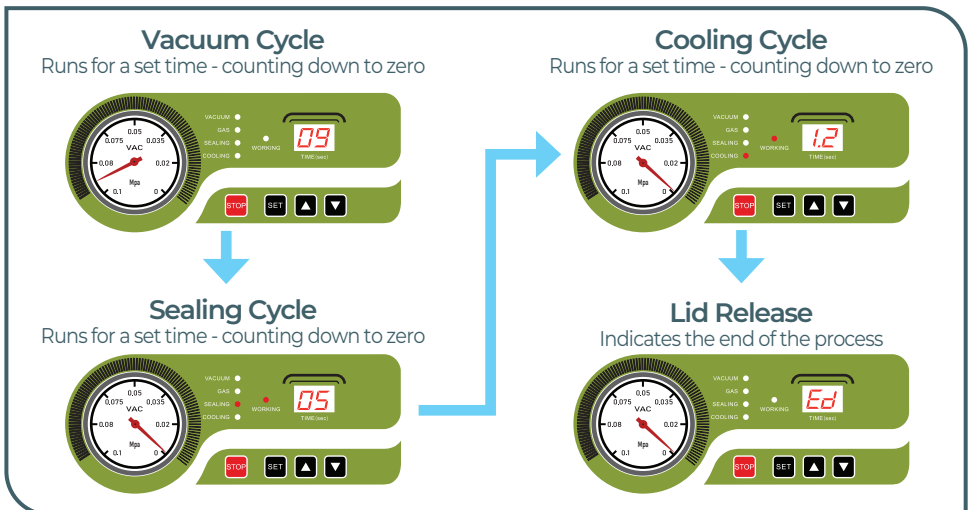 Vacuum Cycle
Runs for a set time - counting down to zero
VACUUM
GAS
SEALING
COOLING
WORKING
09
TIME(sec)
0.05
0.075
0.035
VAC
0.08
0.02
Mpa
0.1
0
STOP
SET
Sealing Cycle
Runs for a set time - counting down to zero
VACUUM
GAS
SEALING
COOLING
WORKING
05
TIME(sec)
0.05
0.075
0.035
VAC
0.08
0.02
Mpa
0.1
0
STOP
SET
Cooling Cycle
Runs for a set time - counting down to zero
VACUUM
GAS
SEALING
COOLING
WORKING
1.2
TIME(sec)
0.05
0.075
0.035
VAC
0.08
0.02
Mpa
0.1
0
STOP
SET
Lid Release
Indicates the end of the process
VACUUM
GAS
SEALING
COOLING
WORKING
Ed
TIME(sec)
0.05
0.075
0.035
VAC
0.08
0.02
Mpa
0.1
0
STOP
SET